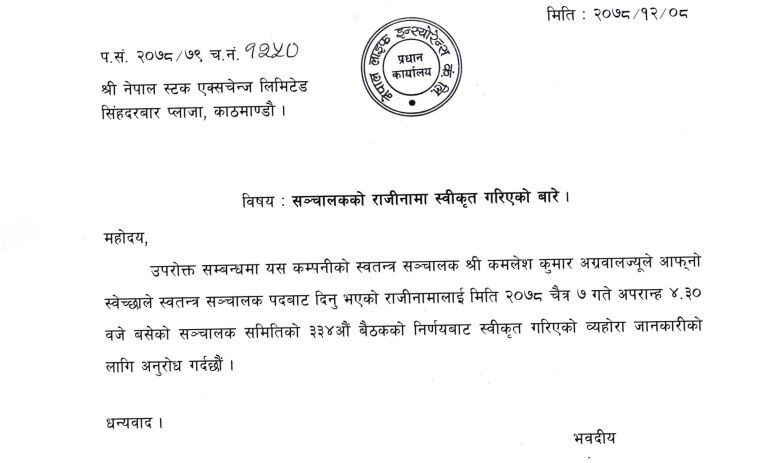 मिति : २०७८/१२/०८
प.सं. २०७८/७९ च.नं. १२५०
नेपाल लाइफ इन्स्योरेन्स कं. लि.
प्रधान
कार्यालय
श्री नेपाल स्टक एक्सचेन्ज लिमिटेड
सिंहदरबार प्लाजा, काठमाण्डौ ।
विषय : सञ्चालकको राजीनामा स्वीकृत गरिएको बारे ।
महोदय,
उपरोक्त सम्बन्धमा यस कम्पनीको स्वतन्त्र सञ्चालक श्री कमलेश कुमार अग्रवालज्यूले आफ्‌नो
स्वेच्छाले स्वतन्त्र सञ्चालक पदबाट दिनु भएको राजीनामालाई मिति २०७८ चैत्र ७ गते अपरान्ह ४.३०
वजे बसेको सञ्चालक समितिको ३३४औं बैठकको निर्णयबाट स्वीकृत गरिएको व्यहोरा जानकारीको
लागि अनुरोध गर्दछौं ।
धन्यवाद ।
भवदीय